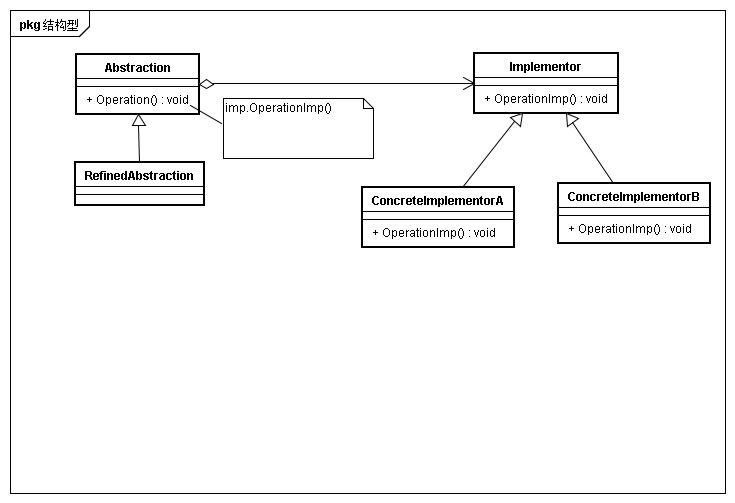 pkg 结构型
Abstraction
+ Operation() : void
imp.OperationImp()
Implementor
+ OperationImp() : void
RefinedAbstraction
ConcreteImplementorA
+ OperationImp() : void
ConcreteImplementorB
+ OperationImp() : void